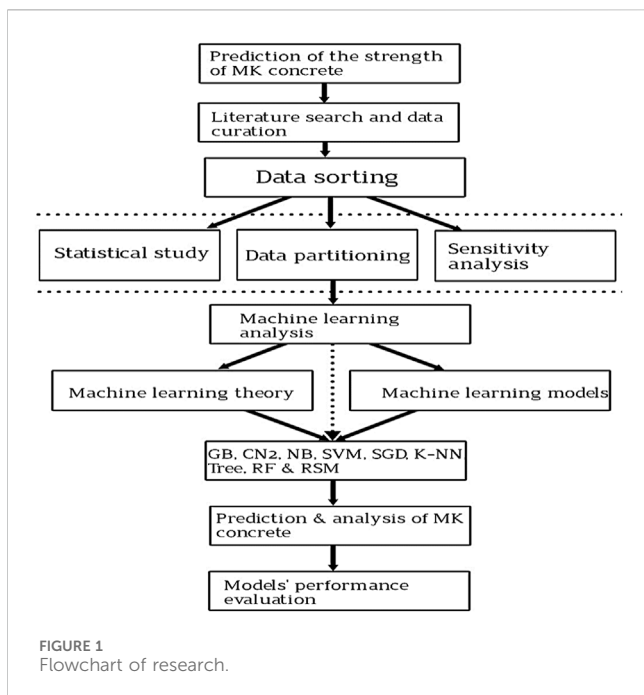 Prediction of the strength
of MK concrete
Literature search and data
curation
Data sorting
Statistical study
Data partitioning
Sensitivity
analysis
Machine learning
analysis
Machine learning theory
Machine learning models
GB, CN2, NB, SVM, SGD, K-NN,
Tree, RF & RSM
Prediction & analysis of MK
concrete
Models' performance
evaluation
FIGURE 1
Flowchart of research.